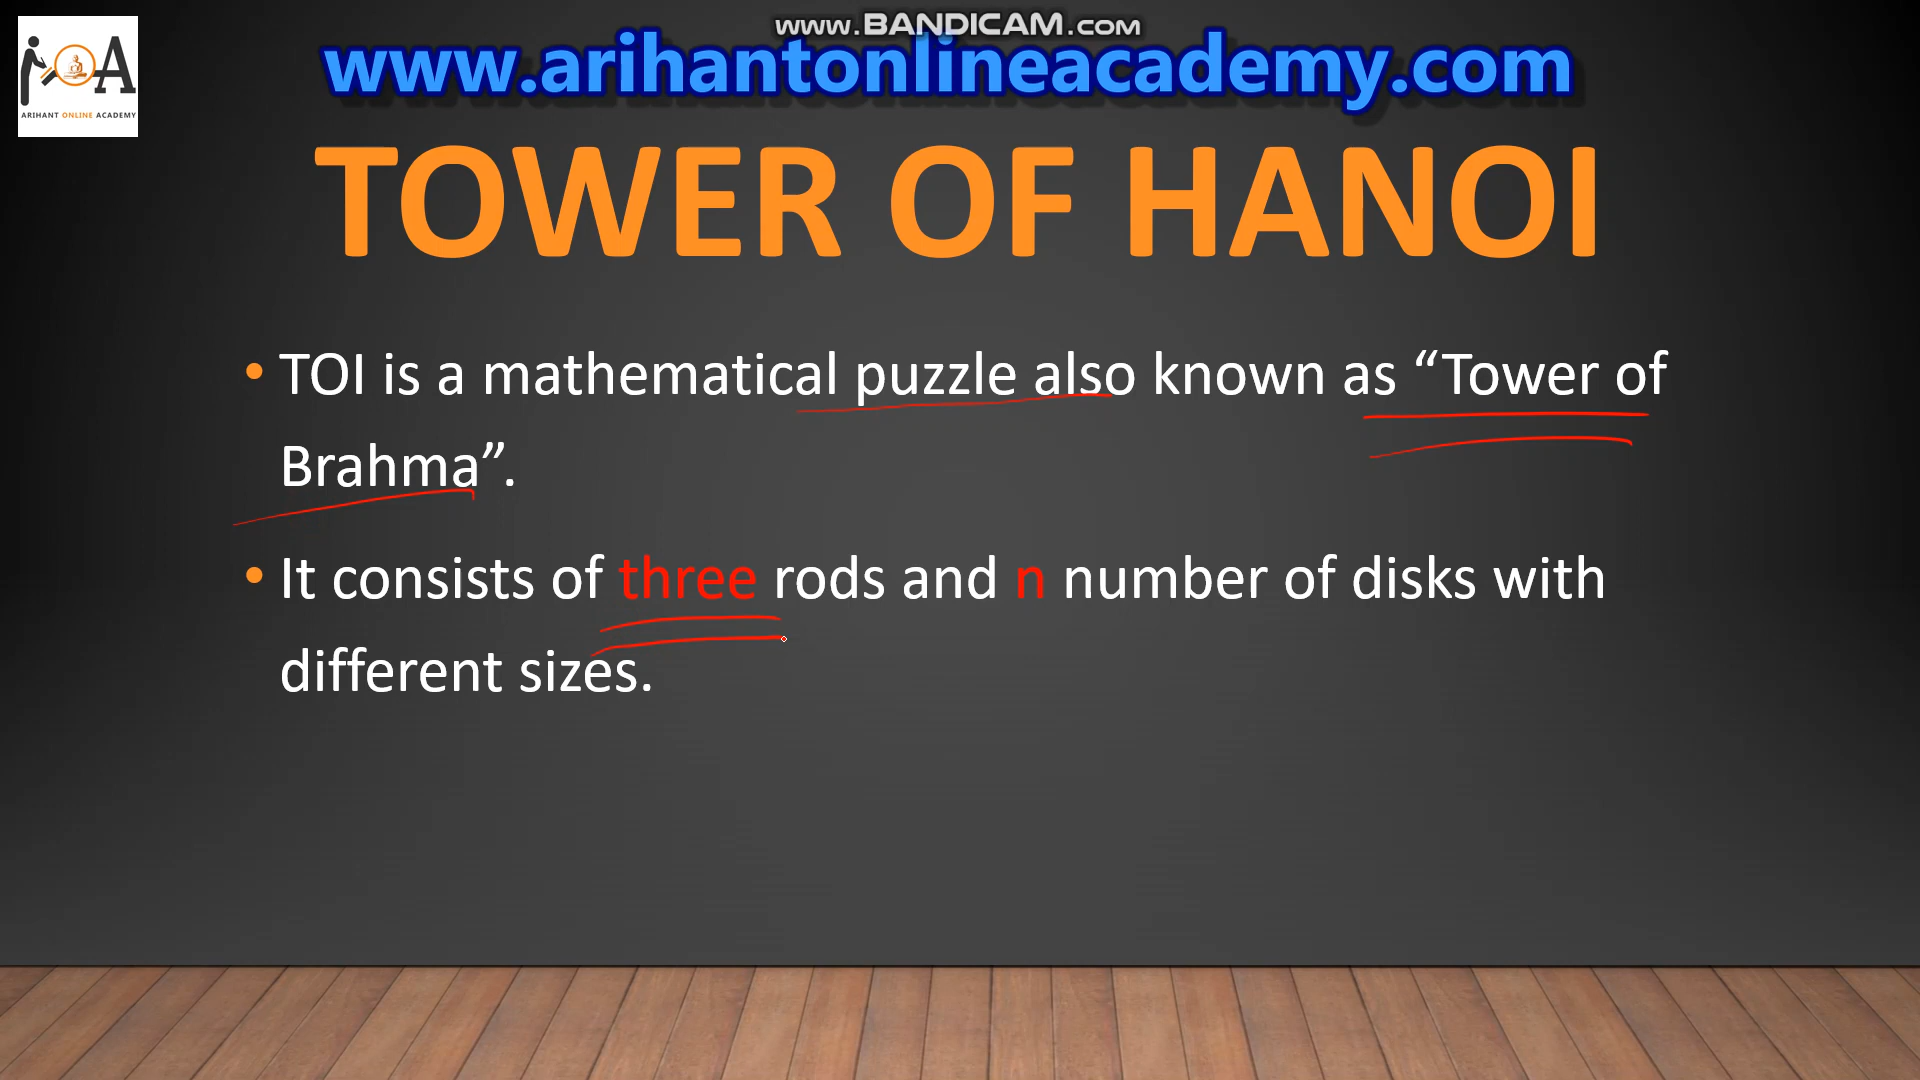 www.BANDICAM.com
www.arihantonlineacademy.com
A
ARIHANT ONLINE ACADEMY
TOWER OF HANOI
• TOI is a mathematical puzzle also known as “Tower of
Brahma”.
• It consists of three rods and n number of disks with
different sizes.